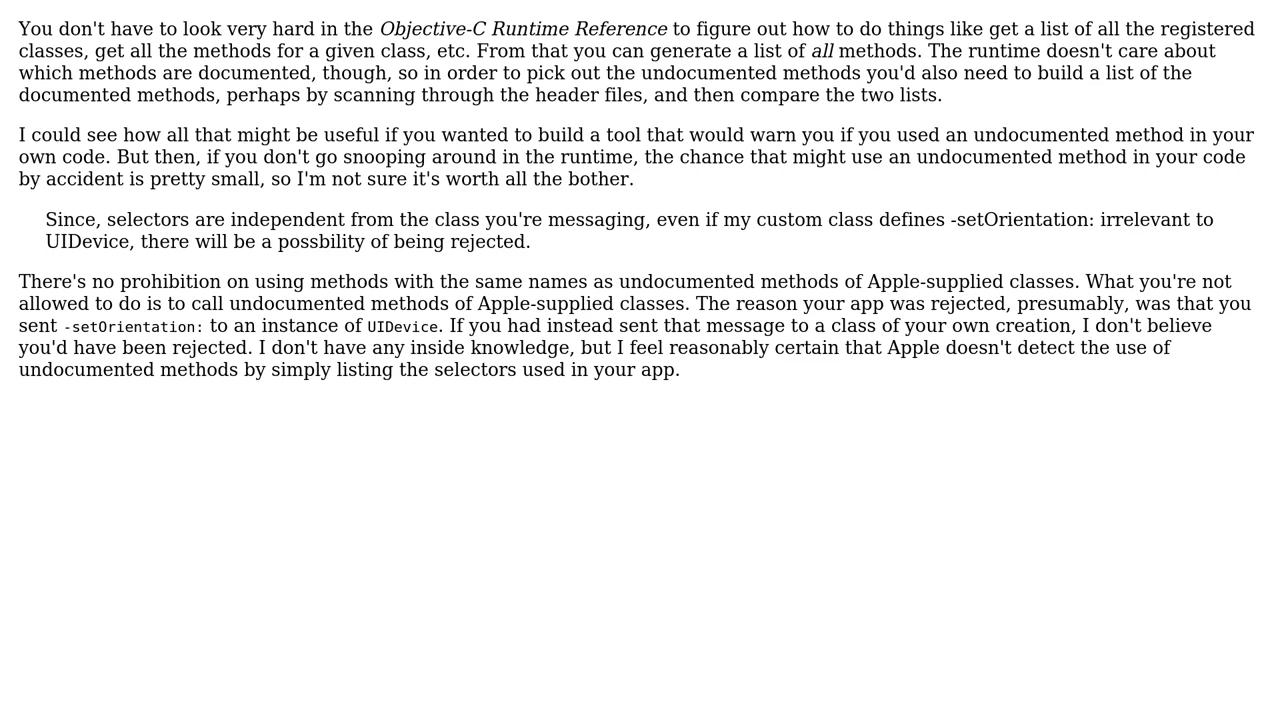 You don't have to look very hard in the Objective-C Runtime Reference to figure out how to do things like get a list of all the registered
classes, get all the methods for a given class, etc. From that you can generate a list of all methods. The runtime doesn't care about
which methods are documented, though, so in order to pick out the undocumented methods you'd also need to build a list of the
documented methods, perhaps by scanning through the header files, and then compare the two lists.
I could see how all that might be useful if you wanted to build a tool that would warn you if you used an undocumented method in your
own code. But then, if you don't go snooping around in the runtime, the chance that might use an undocumented method in your code
by accident is pretty small, so I'm not sure it's worth all the bother.
Since, selectors are independent from the class you're messaging, even if my custom class defines -setOrientation: irrelevant to
UIDevice, there will be a possbility of being rejected.
There's no prohibition on using methods with the same names as undocumented methods of Apple-supplied classes. What you're not
allowed to do is to call undocumented methods of Apple-supplied classes. The reason your app was rejected, presumably, was that you
sent -setOrientation: to an instance of UIDevice. If you had instead sent that message to a class of your own creation, I don't believe
you'd have been rejected. I don't have any inside knowledge, but I feel reasonably certain that Apple doesn't detect the use of
undocumented methods by simply listing the selectors used in your app.